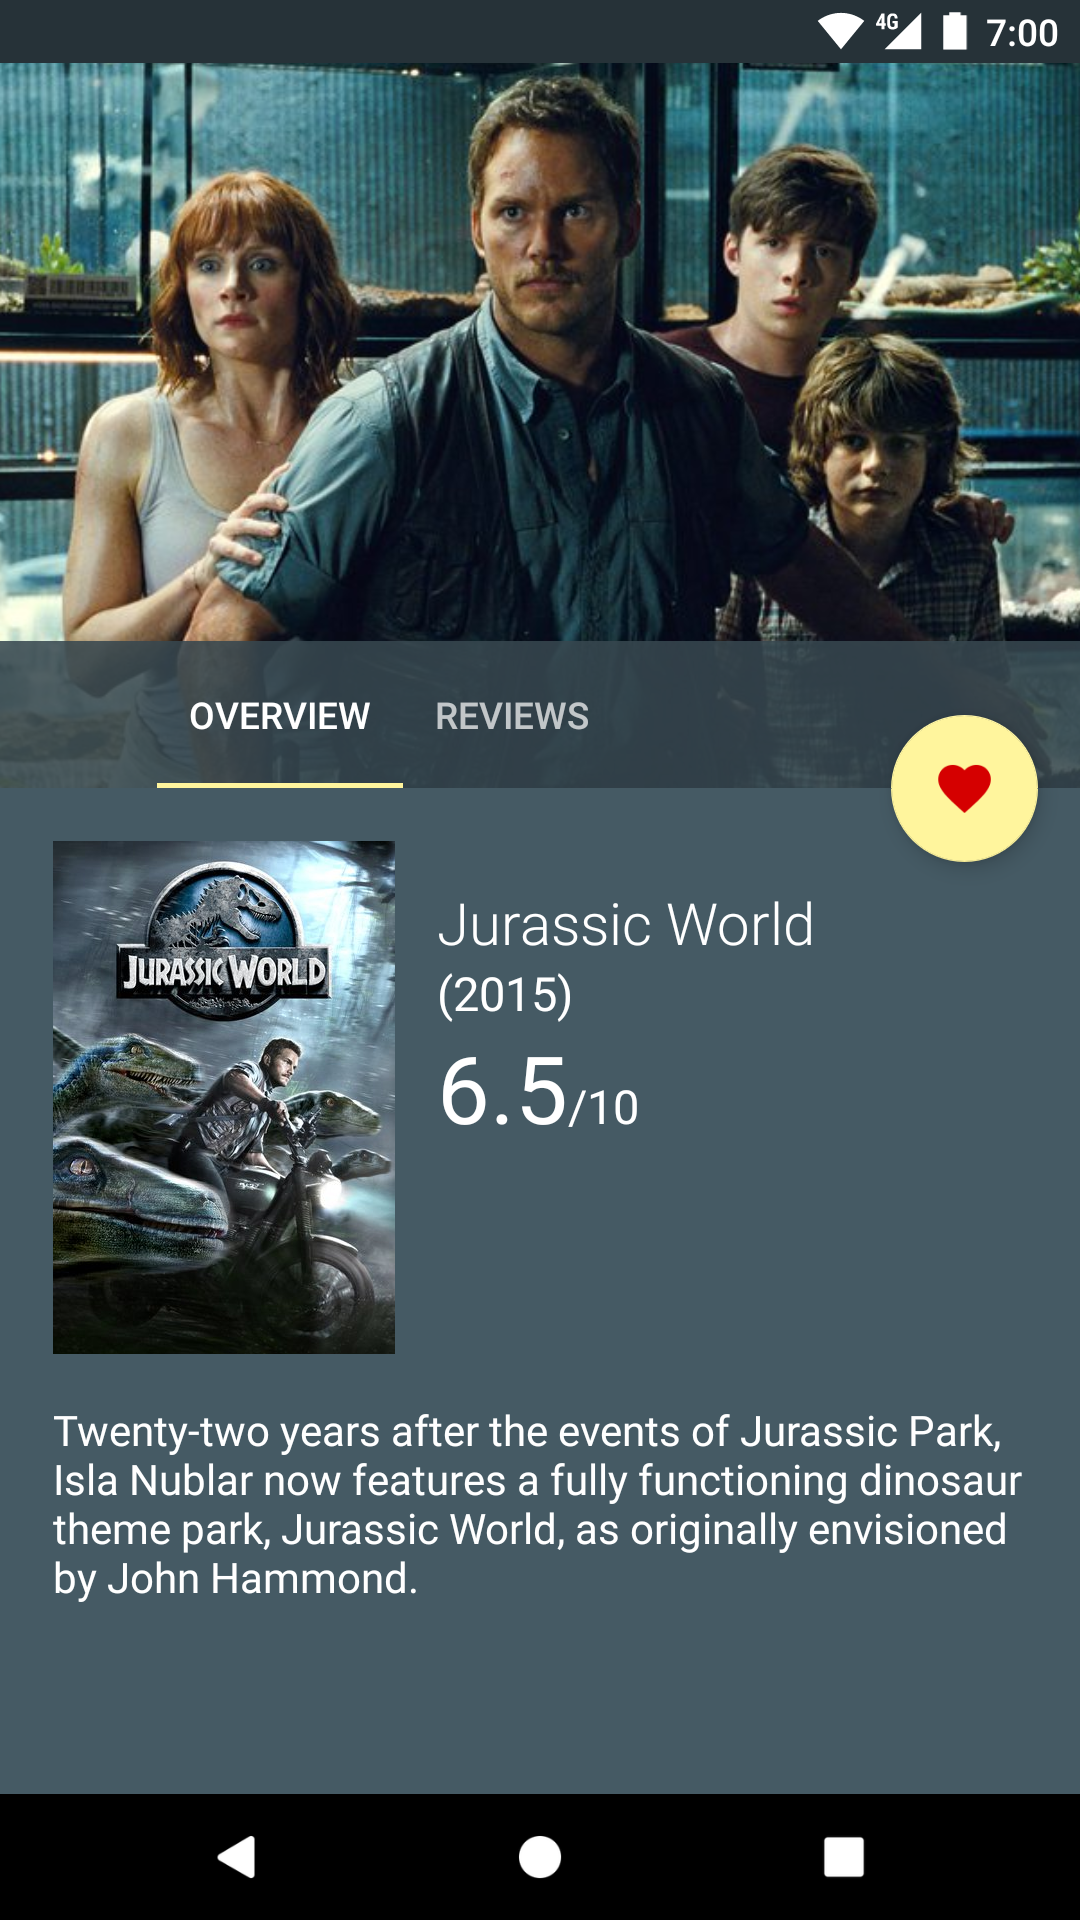 4G 7:00
OVERVIEW REVIEWS
JURASSIC WORLD
Jurassic World
(2015)
6.5/10
Twenty-two years after the events of Jurassic Park,
Isla Nublar now features a fully functioning dinosaur
theme park, Jurassic World, as originally envisioned
by John Hammond.